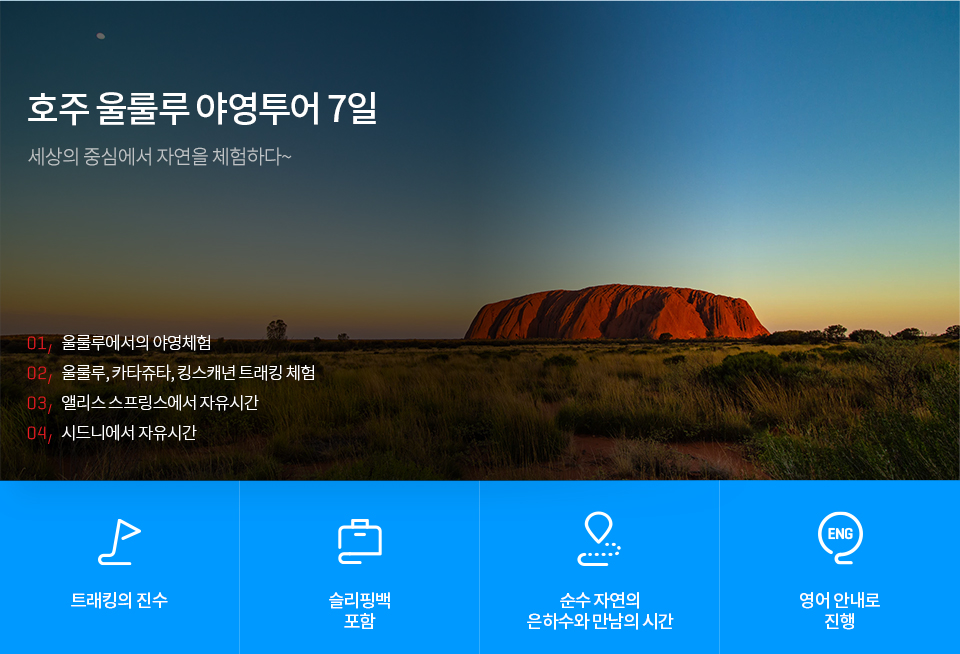 호주 울룰루 야영투어 7일
세상의 중심에서 자연을 체험하다~
01, 울룰루에서의 야영체험
02, 울룰루, 카타쥬타, 킹스캐년 트래킹 체험
03, 앨리스 스프링스에서 자유시간
04, 시드니에서 자유시간
트래킹의 진수
슬리핑백
포함
순수 자연의
은하수와 만남의 시간
ENG
영어 안내로
진행